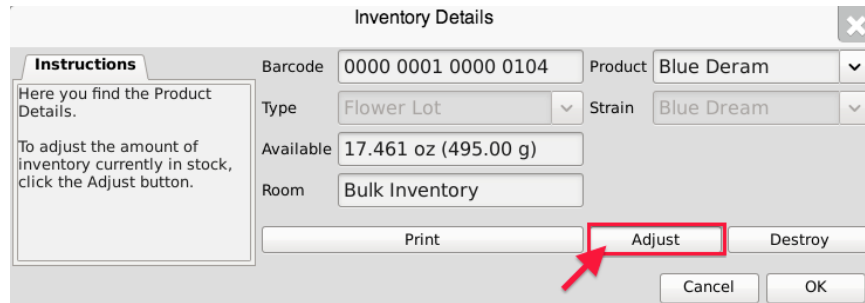 Inventory Details
Instructions
Here you find the Product
Details.
To adjust the amount of
inventory currently in stock,
click the Adjust button.
Barcode 0000 0001 0000 0104 Product Blue Deram
Type Flower Lot Strain Blue Dream
Available 17.461 oz (495.00 g)
Room Bulk Inventory
Print Adjust Destroy
Cancel OK